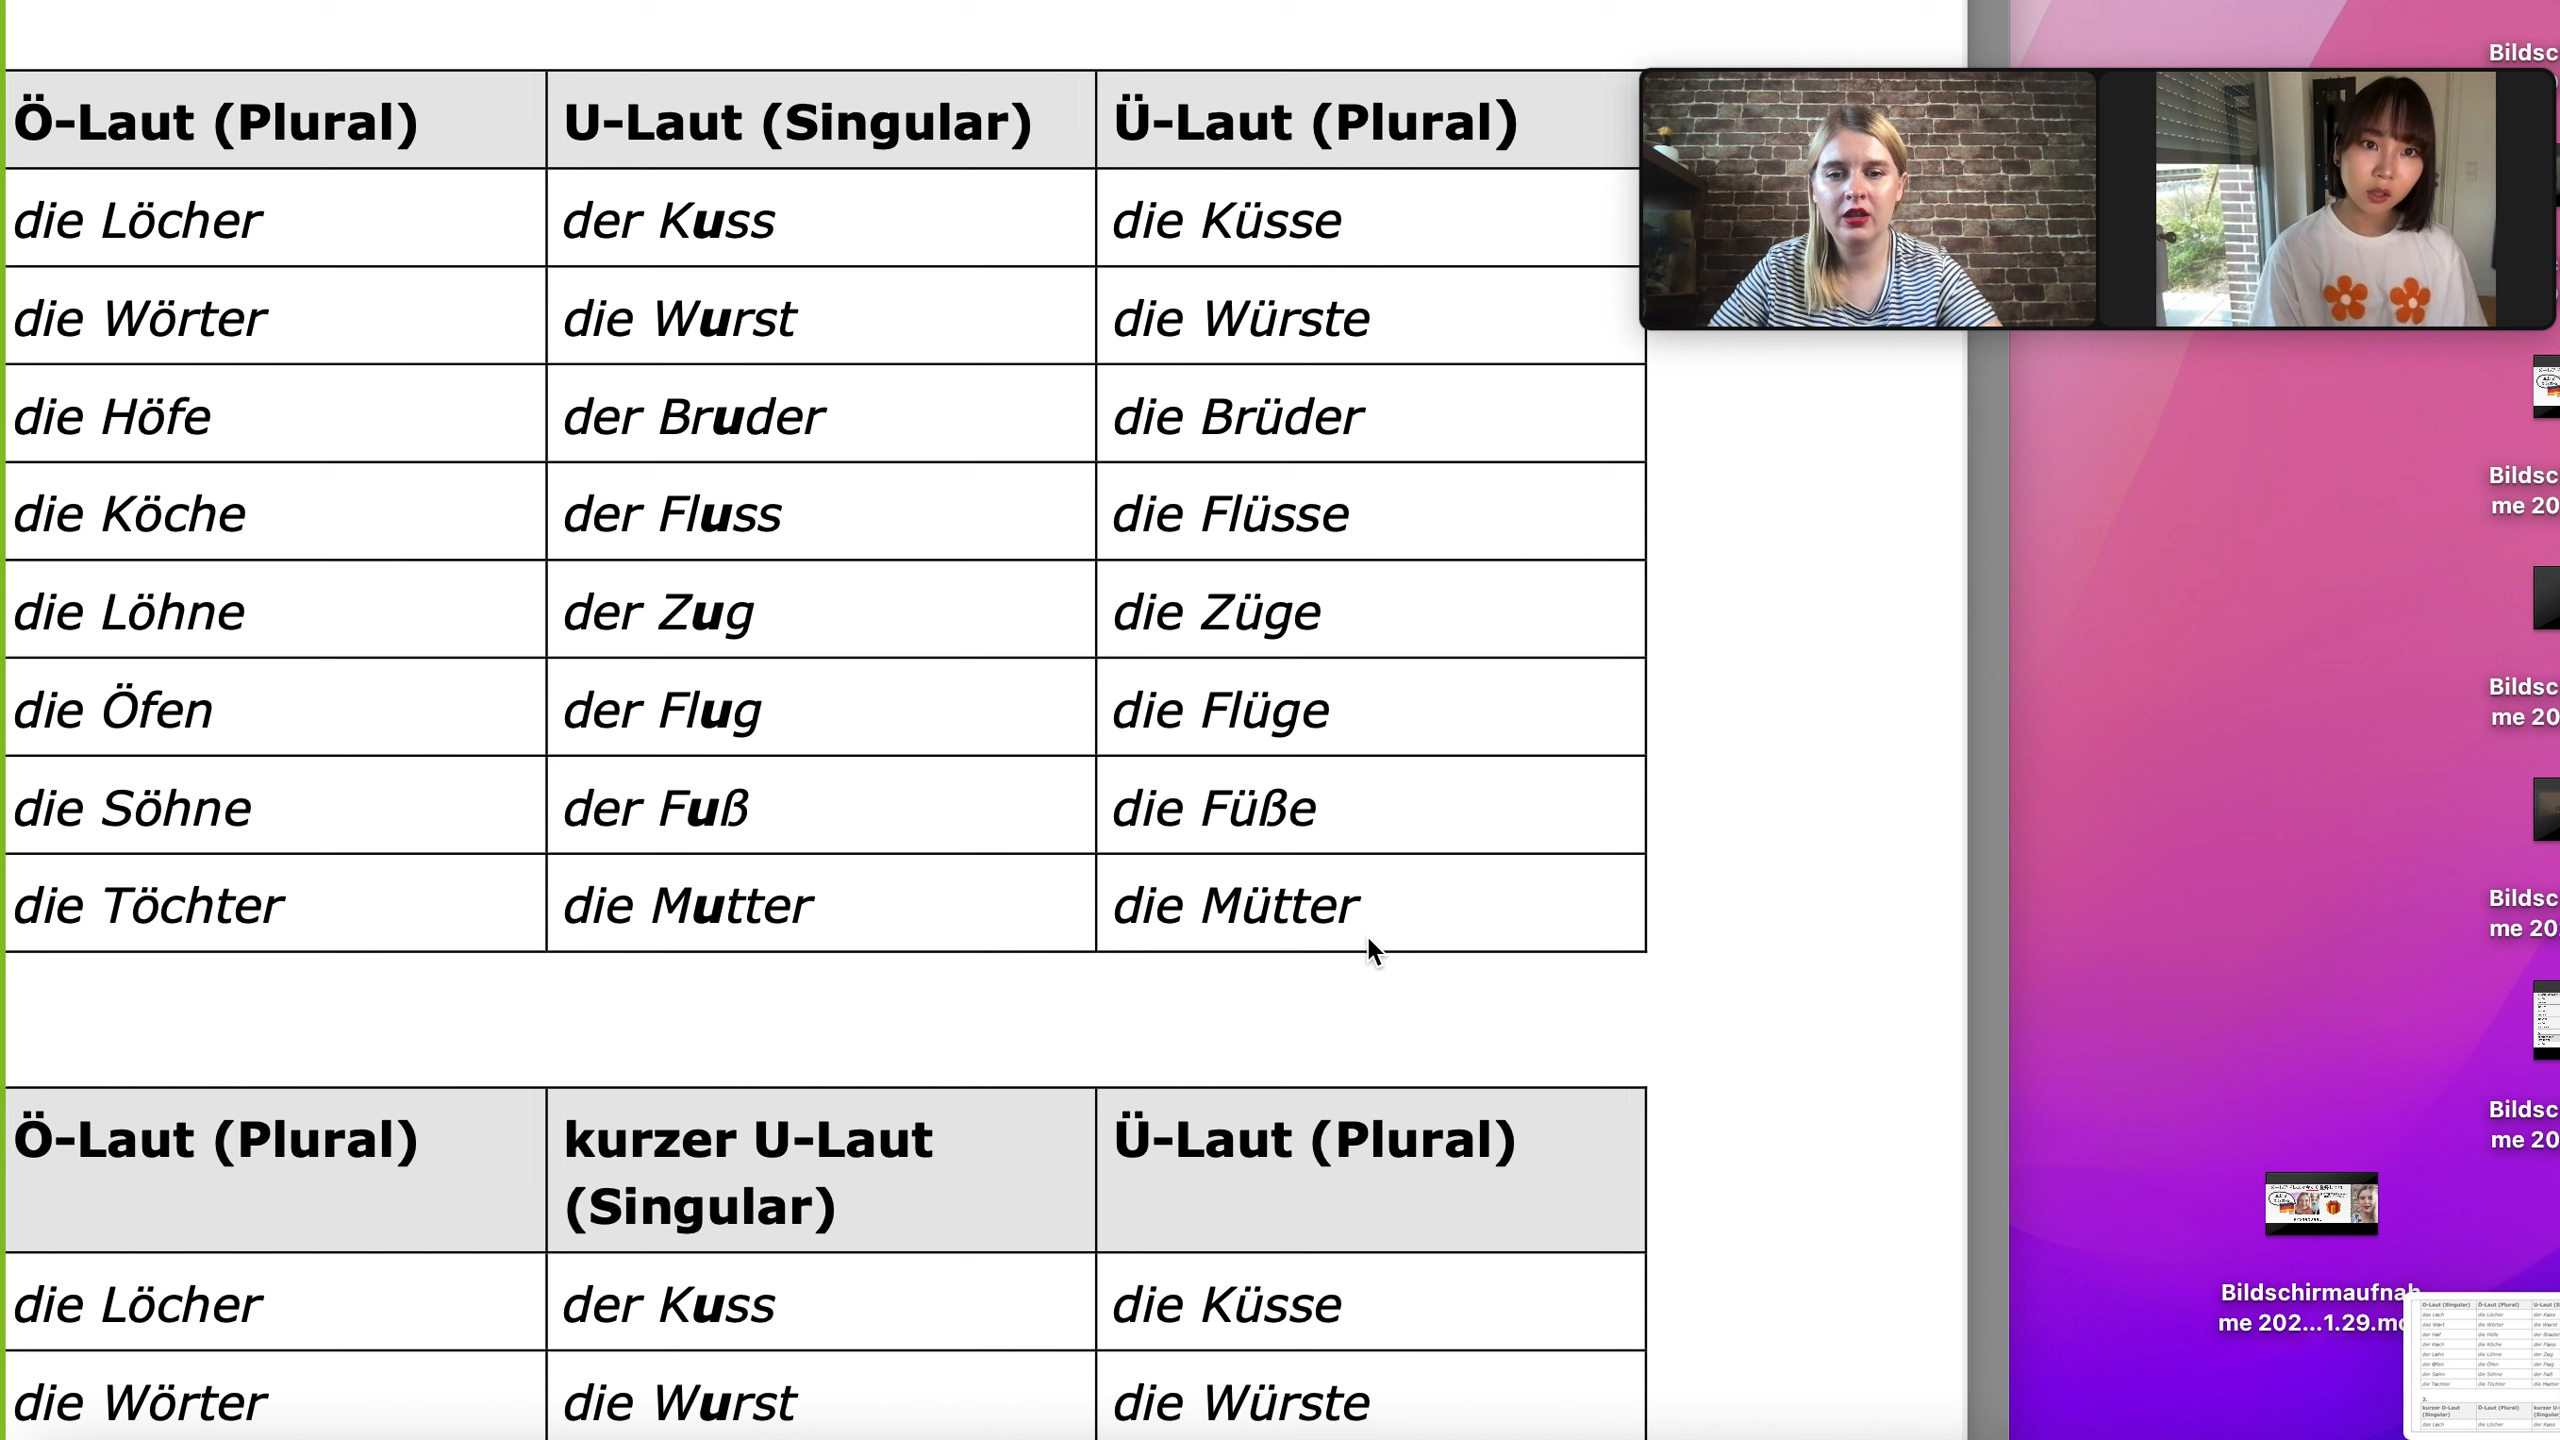 Ö-Laut (Plural) U-Laut (Singular) Ü-Laut (Plural)
die Löcher der Kuss die Küsse
die Wörter die Wurst die Würste
die Höfe der Bruder die Brüder
die Köche der Fluss die Flüsse
die Löhne der Zug die Züge
die Öfen der Flug die Flüge
die Söhne der Fuß die Füße
die Töchter die Mutter die Mütter
Ö-Laut (Plural) kurzer U-Laut (Singular) Ü-Laut (Plural)
die Löcher der Kuss die Küsse
die Wörter die Wurst die Würste
Bildsc
Bildsc
me 20
Bildsc
me 20
Bildsc
me 20
Bildsc
me 20
Bildschirmaufnah
me 202...1.29.mo